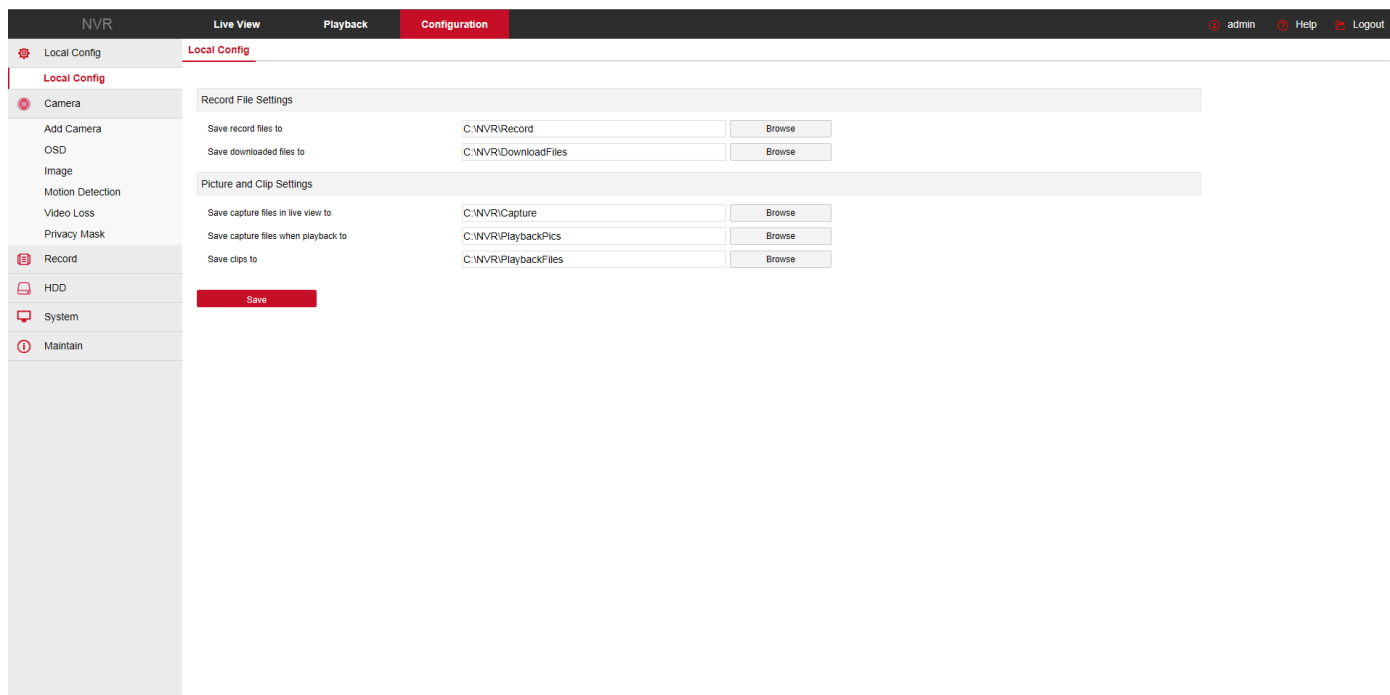 NVR Live View Playback Configuration admin Help Logout
Local Config
Local Config
Camera
Add Camera
OSD
Image
Motion Detection
Video Loss
Privacy Mask
Record
HDD
System
Maintain
Local Config
Record File Settings
Save record files to C:\NVR\Record Browse
Save downloaded files to C:\NVR\DownloadFiles Browse
Picture and Clip Settings
Save capture files in live view to C:\NVR\Capture Browse
Save capture files when playback to C:\NVR\PlaybackPics Browse
Save clips to C:\NVR\PlaybackFiles Browse
Save